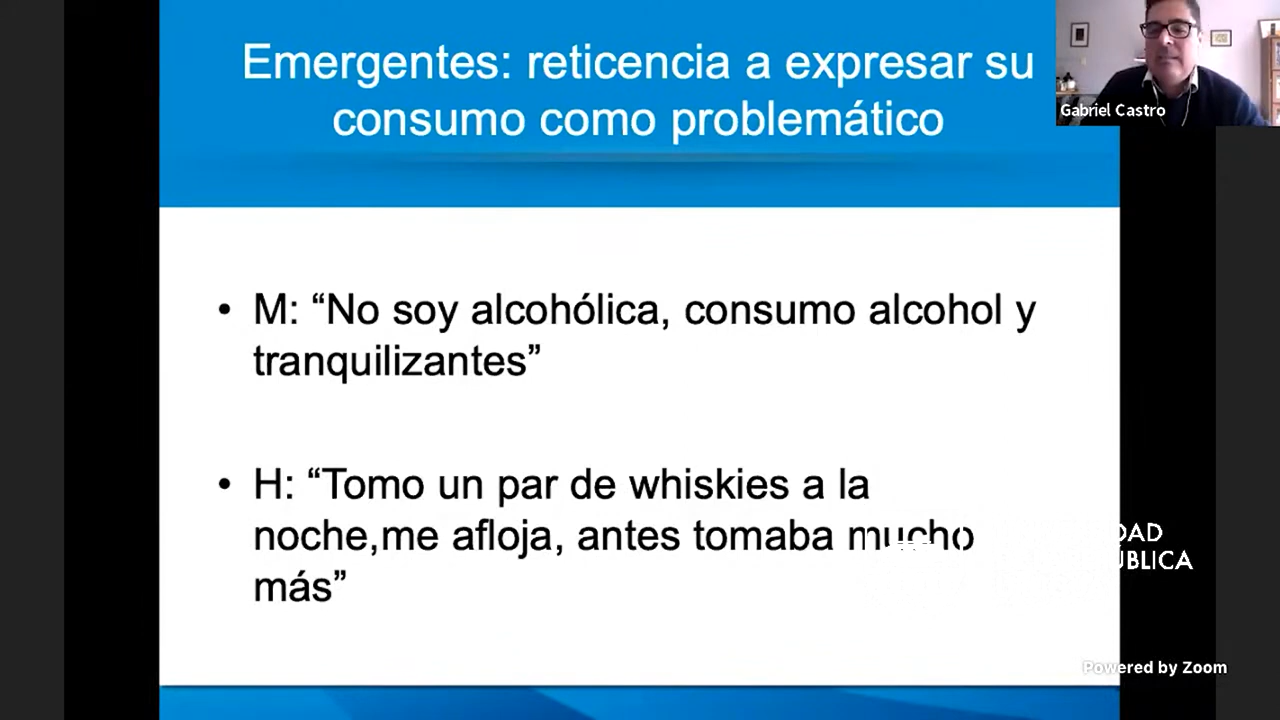 Emergentes: reticencia a expresar su
consumo como problemático
Gabriel Castro
• M: “No soy alcohólica, consumo alcohol y
tranquilizantes”
• H: “Tomo un par de whiskies a la
noche,me afloja, antes tomaba mucho
más”
Powered by Zoom